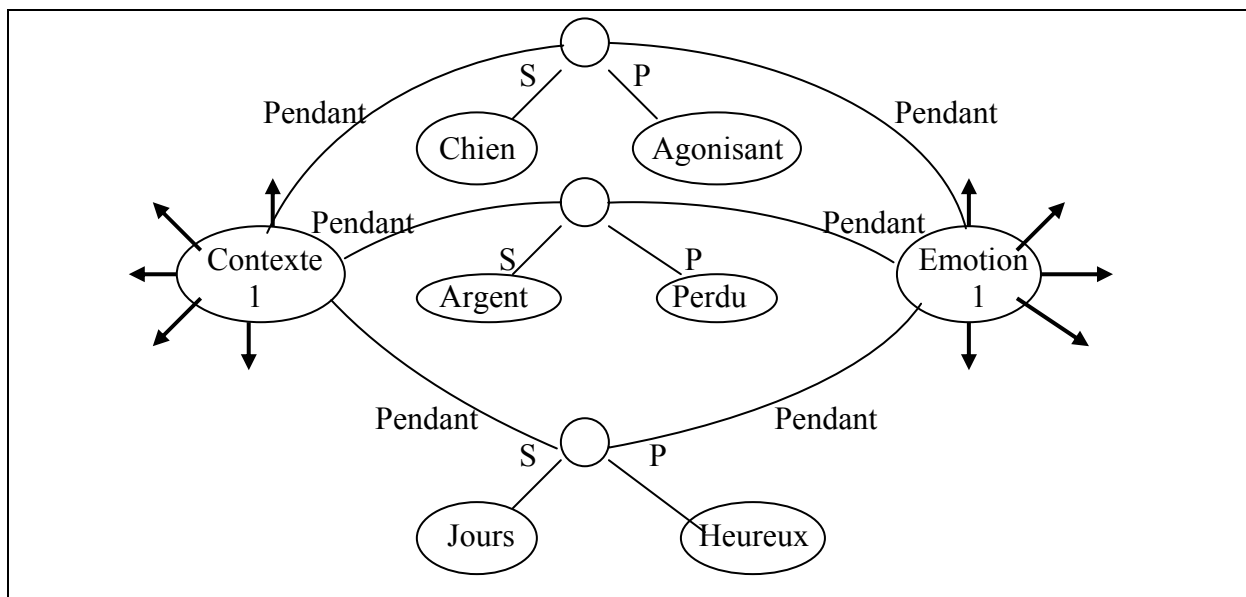 S P
Pendant Pendant
Chien Agonisant
Pendant Pendant
Contexte
1
Emotion
1
S P
Argent Perdu
Pendant Pendant
S P
Jours Heureux